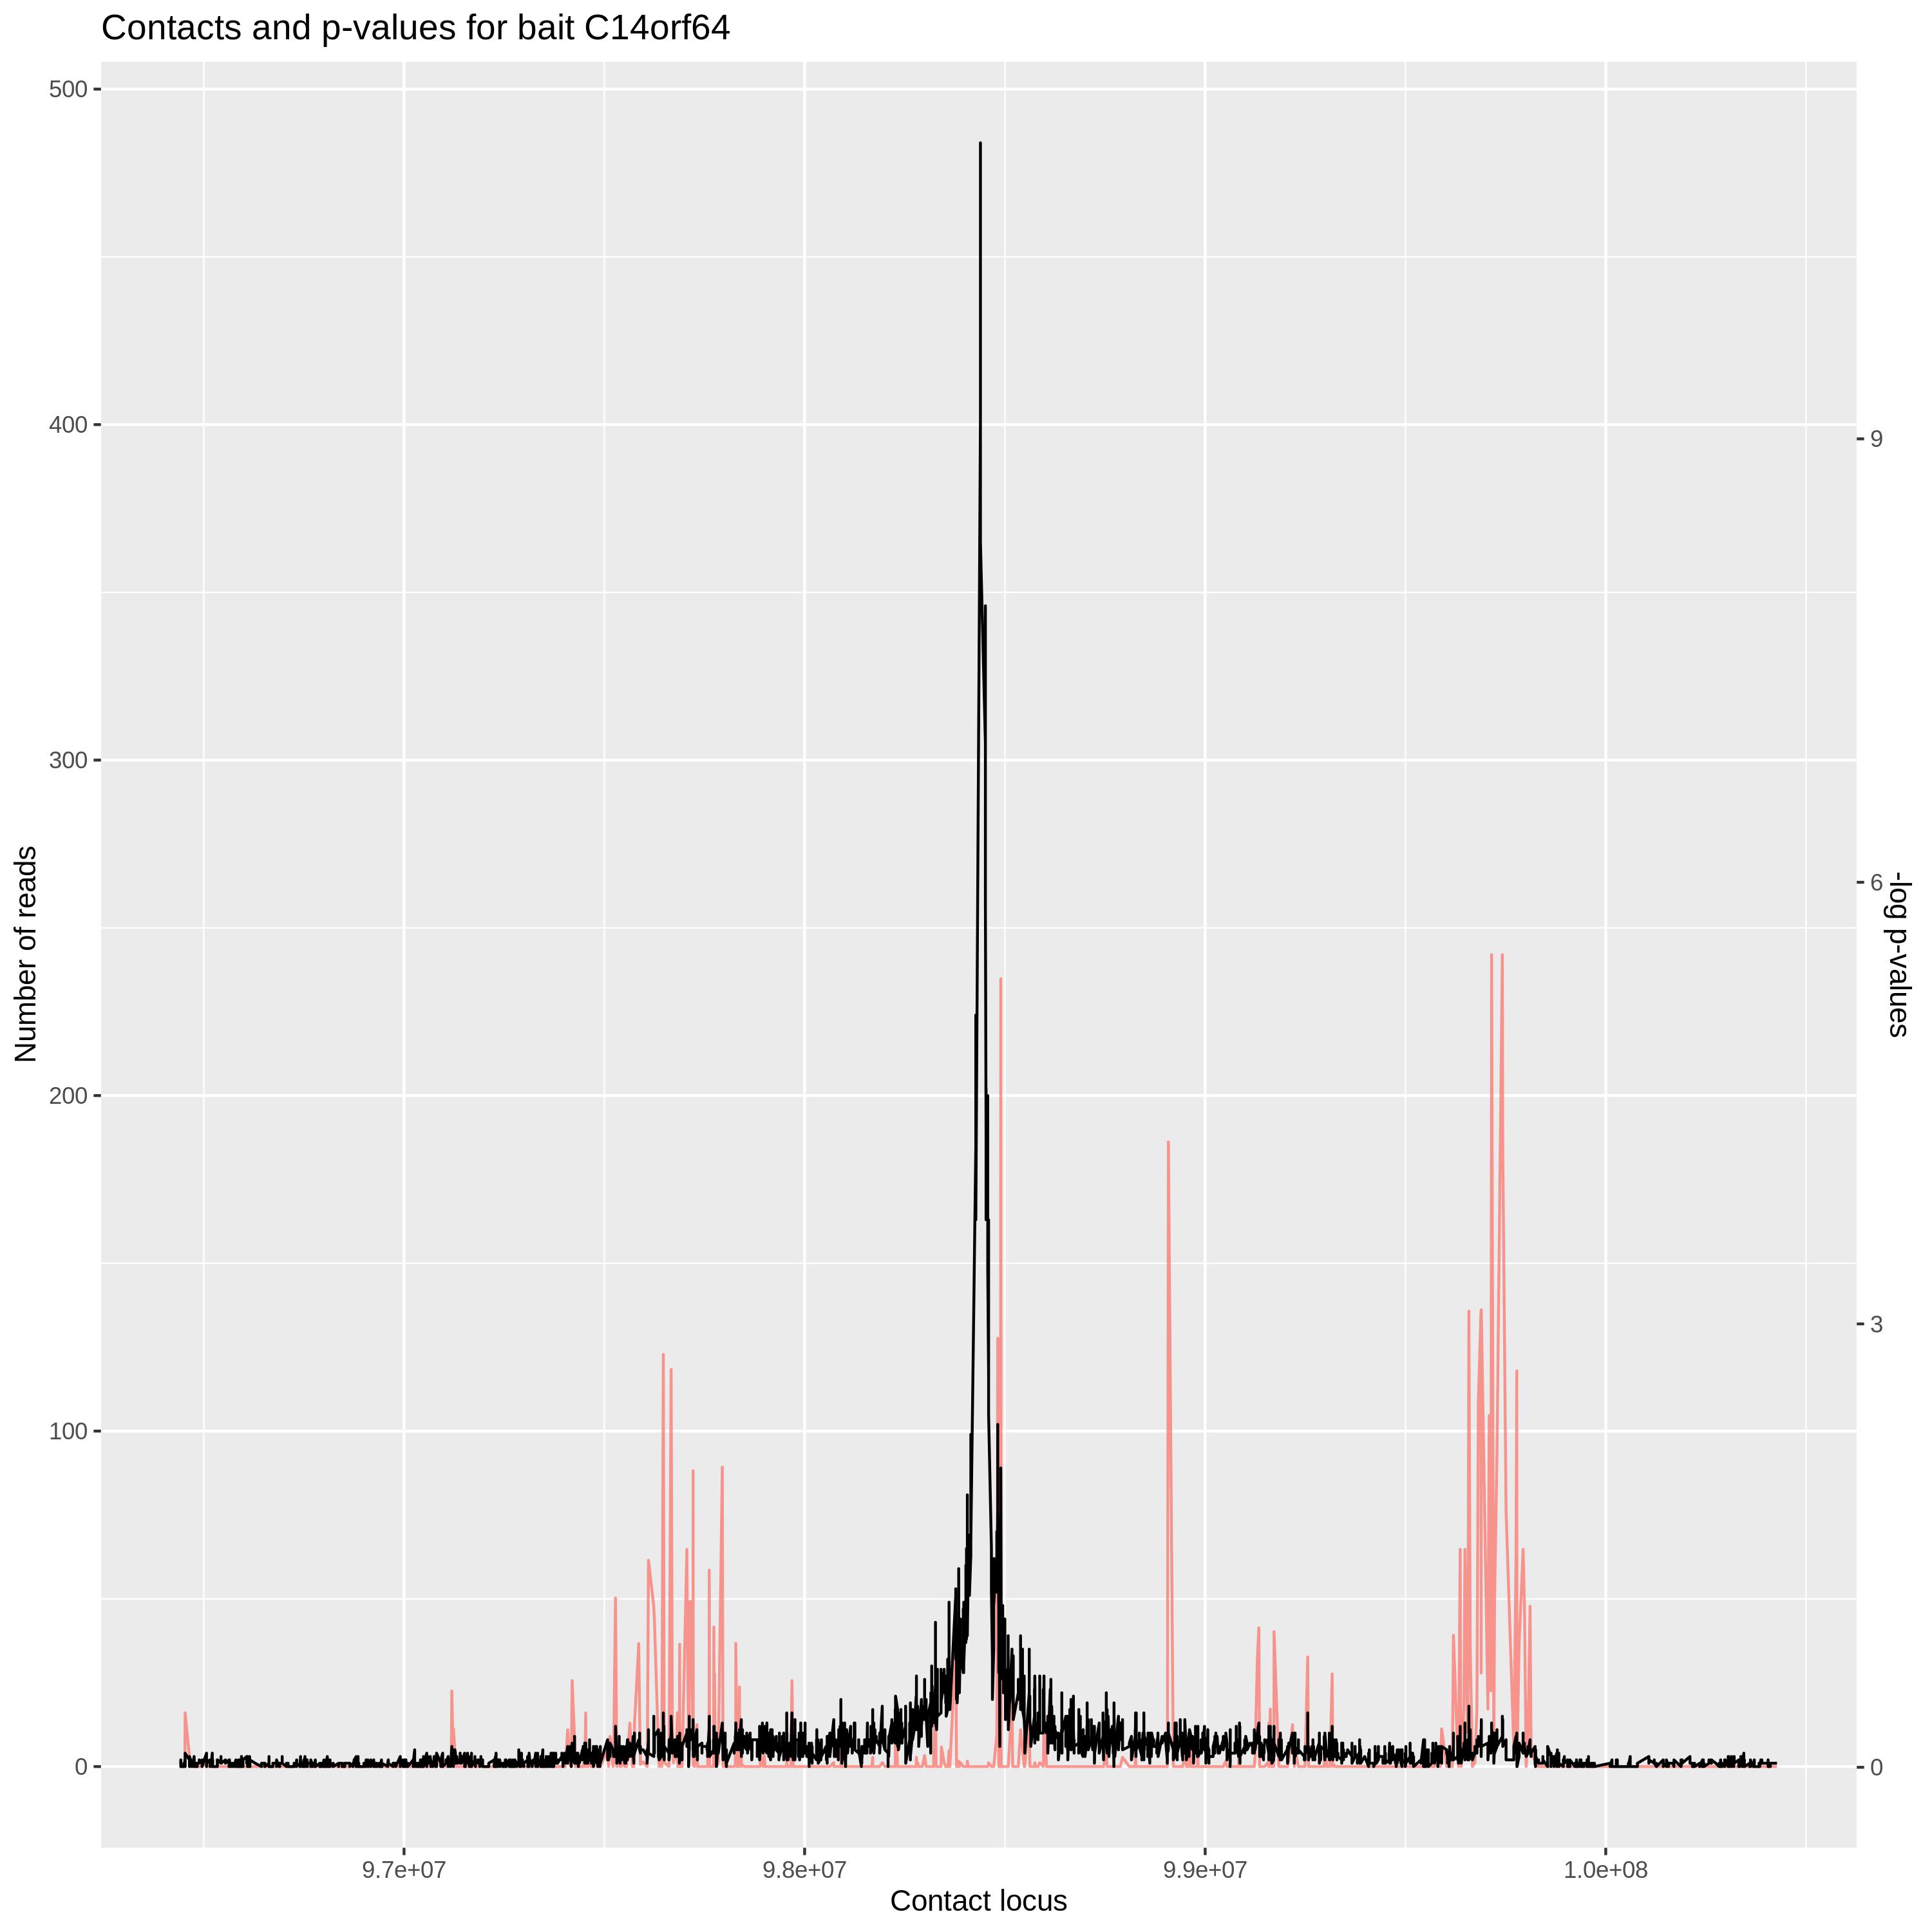 Contacts and p-values for bait C14orf64
500
400
300
200
100
0
Number of reads
9
6
3
0
-log p-values
9.7e+07
9.8e+07
9.9e+07
1.0e+08
Contact locus